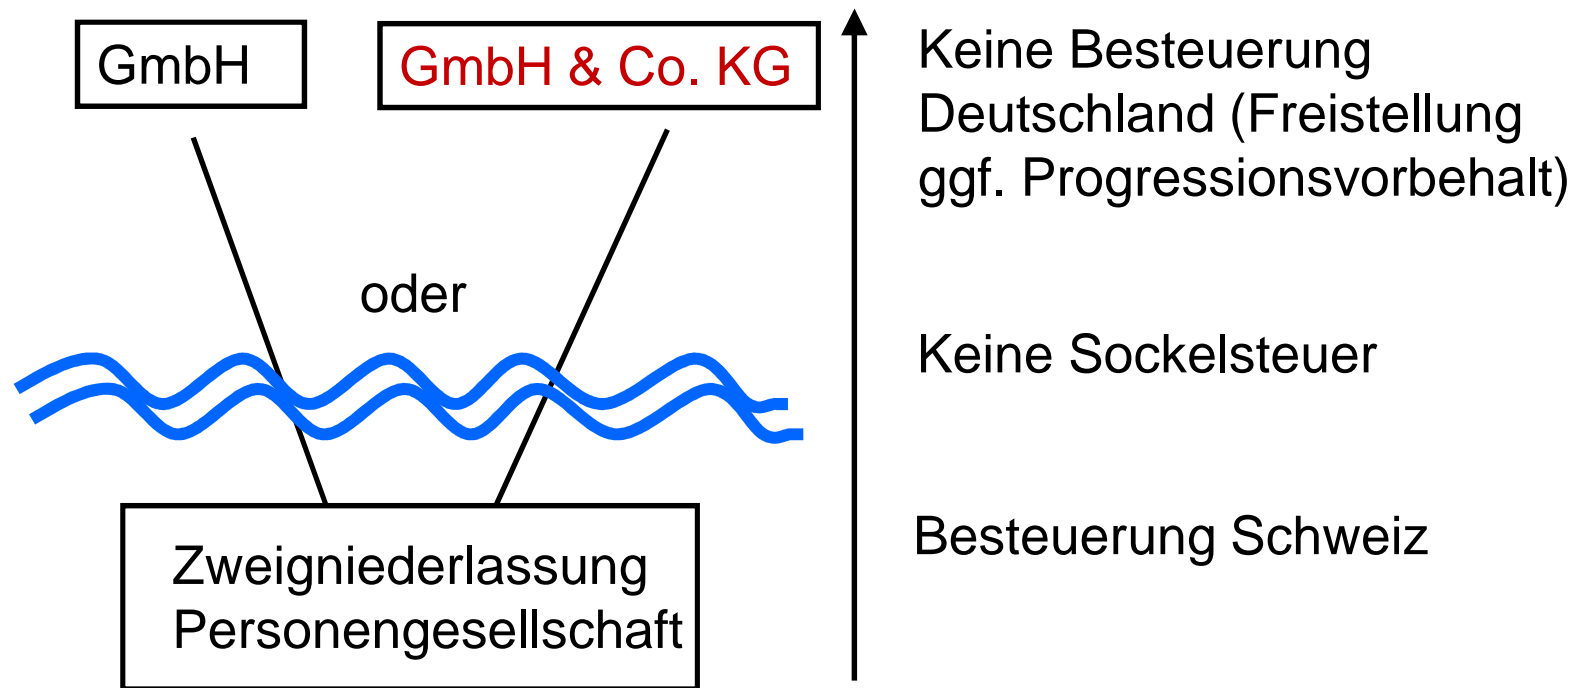 GmbH
GmbH & Co. KG
Keine Besteuerung
Deutschland (Freistellung
ggf. Progressionsvorbehalt)
oder
Keine Sockelsteuer
Besteuerung Schweiz
Zweigniederlassung
Personengesellschaft